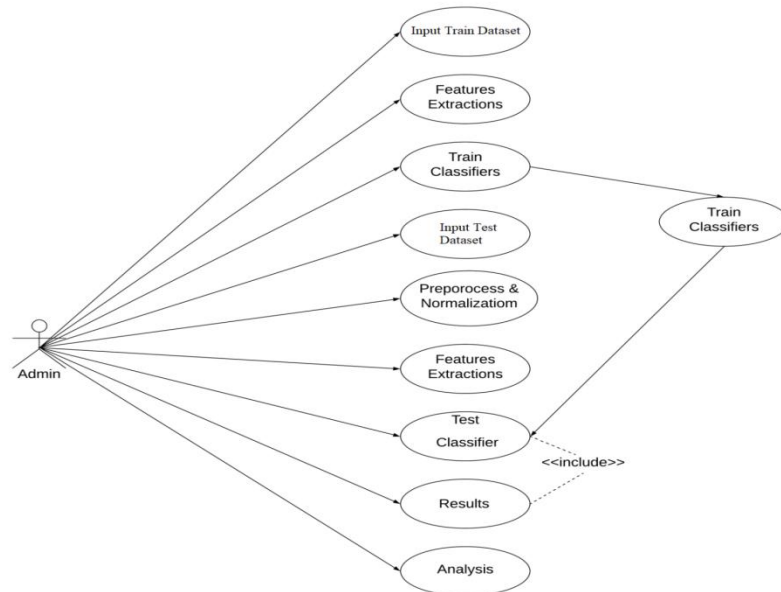 Input Train Dataset
Features
Extractions
Train
Classifiers
Input Test
Dataset
Train
Classifiers
Preporocess &
Normalizatiom
Admin
Features
Extractions
Test
Classifier
<<include>>
Results
Analysis